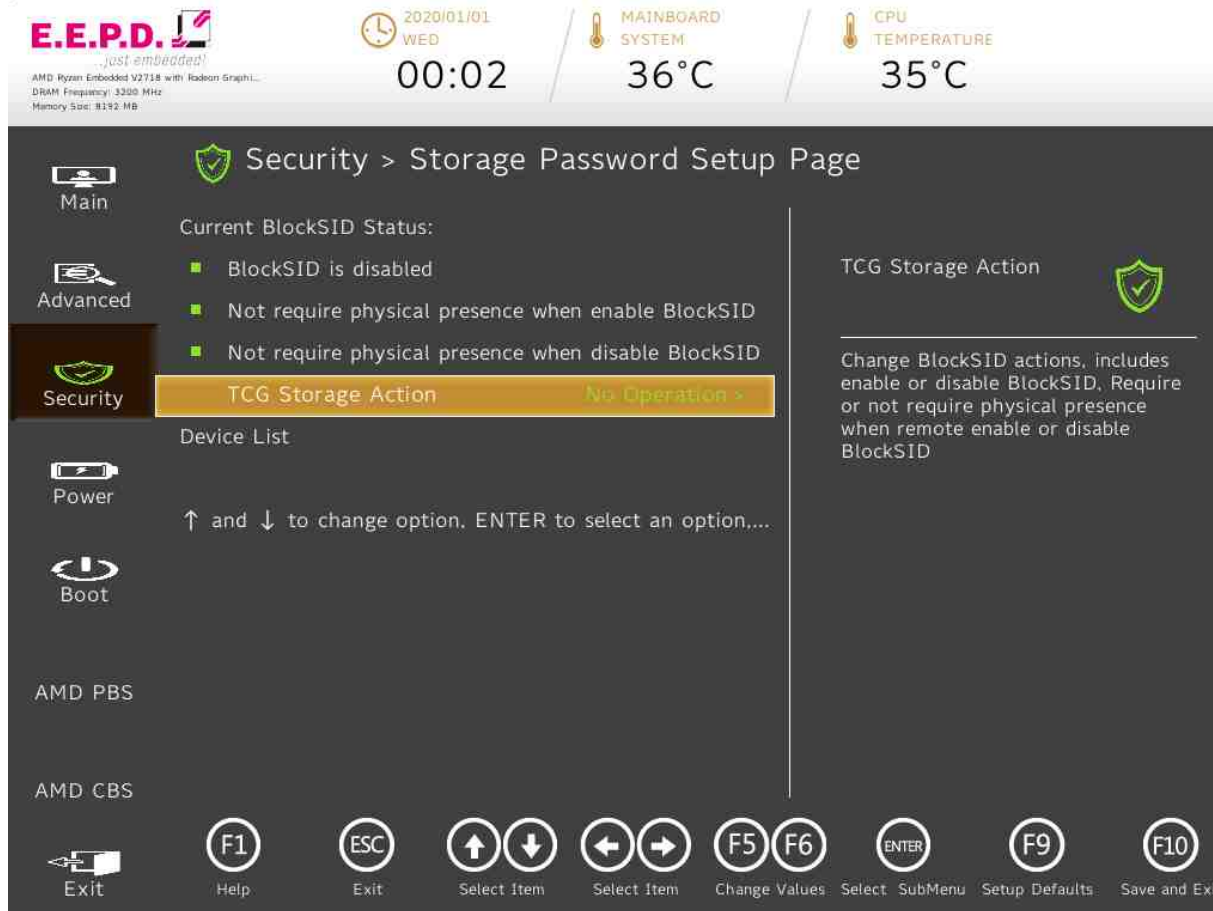 E.E.P.D.
...just embedded!
AMD Ryzen Embedded V2718 with Radeon Graphi...
DRAM Frequency: 3200 MHz
Memory Size: 8192 MB
2020/01/01
WED
00:02
MAINBOARD
SYSTEM
36°C
CPU
TEMPERATURE
35°C
Main
Advanced
Security
Power
Boot
AMD PBS
AMD CBS
Exit
Security > Storage Password Setup Page
Current BlockSID Status:
BlockSID is disabled
Not require physical presence when enable BlockSID
Not require physical presence when disable BlockSID
TCG Storage Action No Operation >
Device List
↑ and ↓ to change option, ENTER to select an option,...
TCG Storage Action
Change BlockSID actions, includes
enable or disable BlockSID, Require
or not require physical presence
when remote enable or disable
BlockSID
F1
Help
ESC
Exit
Select Item
Select Item
F5 F6
Change Values
ENTER
Select SubMenu
F9
Setup Defaults
F10
Save and Ex